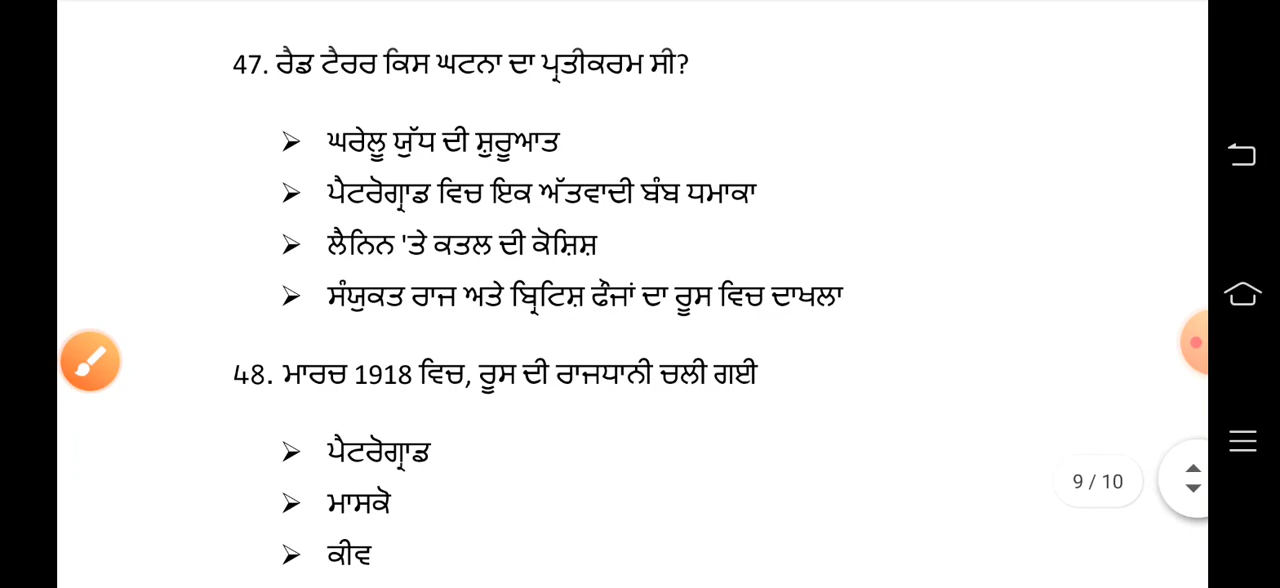 47. ਰੈਡ ਟੈਰਰ ਕਿਸ ਘਟਨਾ ਦਾ ਪ੍ਰਤੀਕਰਮ ਸੀ?
➢ ਘਰੇਲੂ ਯੁੱਧ ਦੀ ਸ਼ੁਰੂਆਤ
➢ ਪੈਟਰੋਗ੍ਰਾਡ ਵਿਚ ਇਕ ਅੱਤਵਾਦੀ ਬੰਬ ਧਮਾਕਾ
➢ ਲੈਨਿਨ 'ਤੇ ਕਤਲ ਦੀ ਕੋਸ਼ਿਸ਼
➢ ਸੰਯੁਕਤ ਰਾਜ ਅਤੇ ਬ੍ਰਿਟਿਸ਼ ਫੌਜਾਂ ਦਾ ਰੂਸ ਵਿਚ ਦਾਖਲਾ
48. ਮਾਰਚ 1918 ਵਿਚ, ਰੂਸ ਦੀ ਰਾਜਧਾਨੀ ਚਲੀ ਗਈ
➢ ਪੈਟਰੋਗ੍ਰਾਡ
➢ ਮਾਸਕੋ
➢ ਕੀਵ
9 / 10